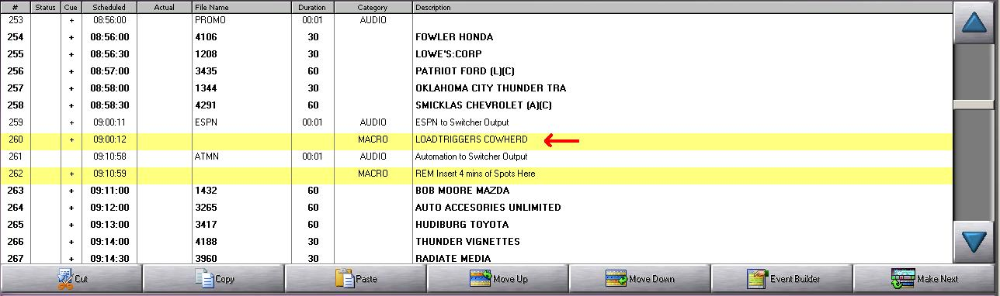 # Status Cue Scheduled Actual File Name Duration Category Description
253 + 08:56:00 PROMO 00:01 AUDIO
254 + 08:56:00 4106 30 FOWLER HONDA
255 + 08:56:30 1208 30 LOWE'S:CORP
256 + 08:57:00 3435 60 PATRIOT FORD (L)(C)
257 + 08:58:00 1344 30 OKLAHOMA CITY THUNDER TRA
258 + 08:58:30 4291 60 SMICKLAS CHEVROLET (A)(C)
259 + 09:00:11 ESPN 00:01 AUDIO ESPN to Switcher Output
260 + 09:00:12 MACRO LOADTRIGGERS COWHERD
261 09:10:58 ATMN 00:01 AUDIO Automation to Switcher Output
262 + 09:10:59 MACRO REM Insert 4 mins of Spots Here
263 + 09:11:00 1432 60 BOB MOORE MAZDA
264 + 09:12:00 3265 60 AUTO ACCESORIES UNLIMITED
265 + 09:13:00 3417 60 HUDIBURG TOYOTA
266 + 09:14:00 4188 30 THUNDER VIGNETTES
267 + 09:14:30 3960 30 RADIATE MEDIA
Cut Copy Paste Move Up Move Down Event Builder Make Next